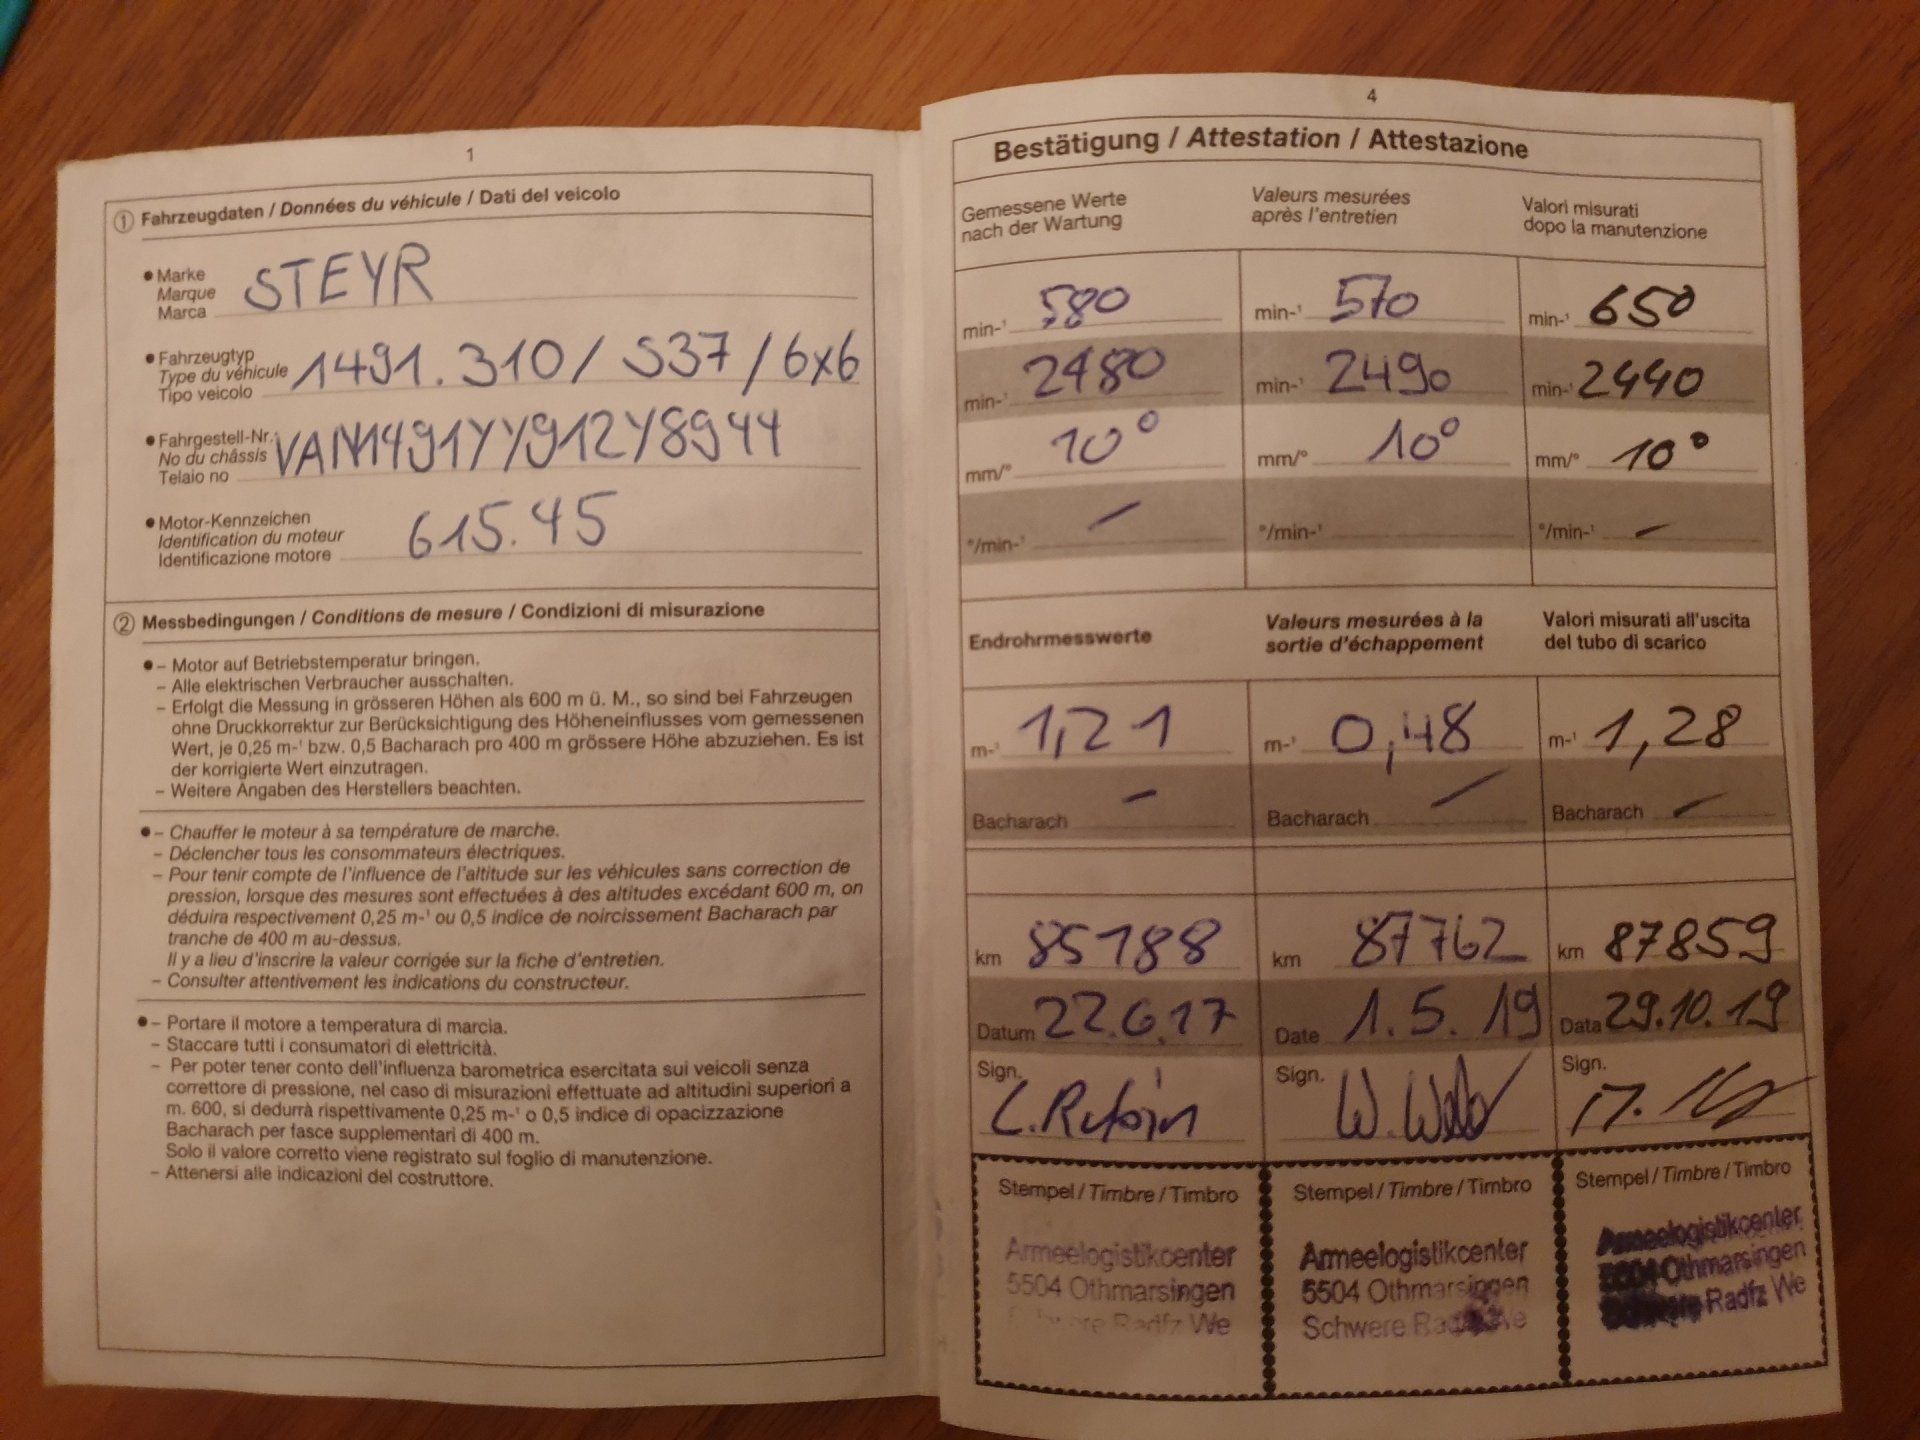 1
① Fahrzeugdaten / Données du véhicule / Dati del veicolo
• Marke
Marque
Marca STEYR
• Fahrzeugtyp
Type du véhicule
Tipo veicolo 1491.310 / S37 / 6x6
• Fahrgestell-Nr.
No du châssis
Telaio no VAN1491YY912Y8944
• Motor-Kennzeichen
Identification du moteur
Identificazione motore 615.45
② Messbedingungen / Conditions de mesure / Condizioni di misurazione
• – Motor auf Betriebstemperatur bringen.
– Alle elektrischen Verbraucher ausschalten.
– Erfolgt die Messung in grösseren Höhen als 600 m ü. M., so sind bei Fahrzeugen
ohne Druckkorrektur zur Berücksichtigung des Höheneinflusses vom gemessenen
Wert, je 0,25 m-¹ bzw. 0,5 Bacharach pro 400 m grössere Höhe abzuziehen. Es ist
der korrigierte Wert einzutragen.
– Weitere Angaben des Herstellers beachten.
• – Chauffer le moteur à sa température de marche.
– Déclencher tous les consommateurs électriques.
– Pour tenir compte de l'influence de l'altitude sur les véhicules sans correction de
pression, lorsque des mesures sont effectuées à des altitudes excédant 600 m, on
déduira respectivement 0,25 m-¹ ou 0,5 indice de noircissement Bacharach par
tranche de 400 m au-dessus.
Il y a lieu d'inscrire la valeur corrigée sur la fiche d'entretien.
– Consulter attentivement les indications du constructeur.
• – Portare il motore a temperatura di marcia.
– Staccare tutti i consumatori di elettricità.
– Per poter tener conto dell'influenza barometrica esercitata sui veicoli senza
correttore di pressione, nel caso di misurazioni effettuate ad altitudini superiori a
m. 600, si dedurrà rispettivamente 0,25 m-¹ o 0,5 indice di opacizzazione
Bacharach per fasce supplementari di 400 m.
Solo il valore corretto viene registrato sul foglio di manutenzione.
– Attenersi alle indicazioni del costruttore.
4
Bestätigung / Attestation / Attestazione
Gemessene Werte
nach der Wartung
Valeurs mesurées
après l'entretien
Valori misurati
dopo la manutenzione
min-¹ 580 min-¹ 570 min-¹ 650
min-¹ 2480 min-¹ 2490 min-¹ 2440
mm/° 10° mm/° 10° mm/° 10°
°/min-¹ – °/min-¹ °/min-¹ –
Endrohrmesswerte
Valeurs mesurées à la
sortie d'échappement
Valori misurati all'uscita
del tubo di scarico
m-¹ 1,21 m-¹ 0,48 m-¹ 1,28
Bacharach – Bacharach – Bacharach –
km 85188 km 87762 km 87859
Datum 22.6.17 Date 1.5.19 Data 29.10.19
Sign. Sign. Sign.
C. Rubin
Stempel / Timbre / Timbro
Armeelogistikcenter
5504 Othmarsingen
Schwere Radfz We
Stempel / Timbre / Timbro
Armeelogistikcenter
5504 Othmarsingen
Schwere Radfz We
Stempel / Timbre / Timbro
Armeelogistikcenter
5504 Othmarsingen
Schwere Radfz We